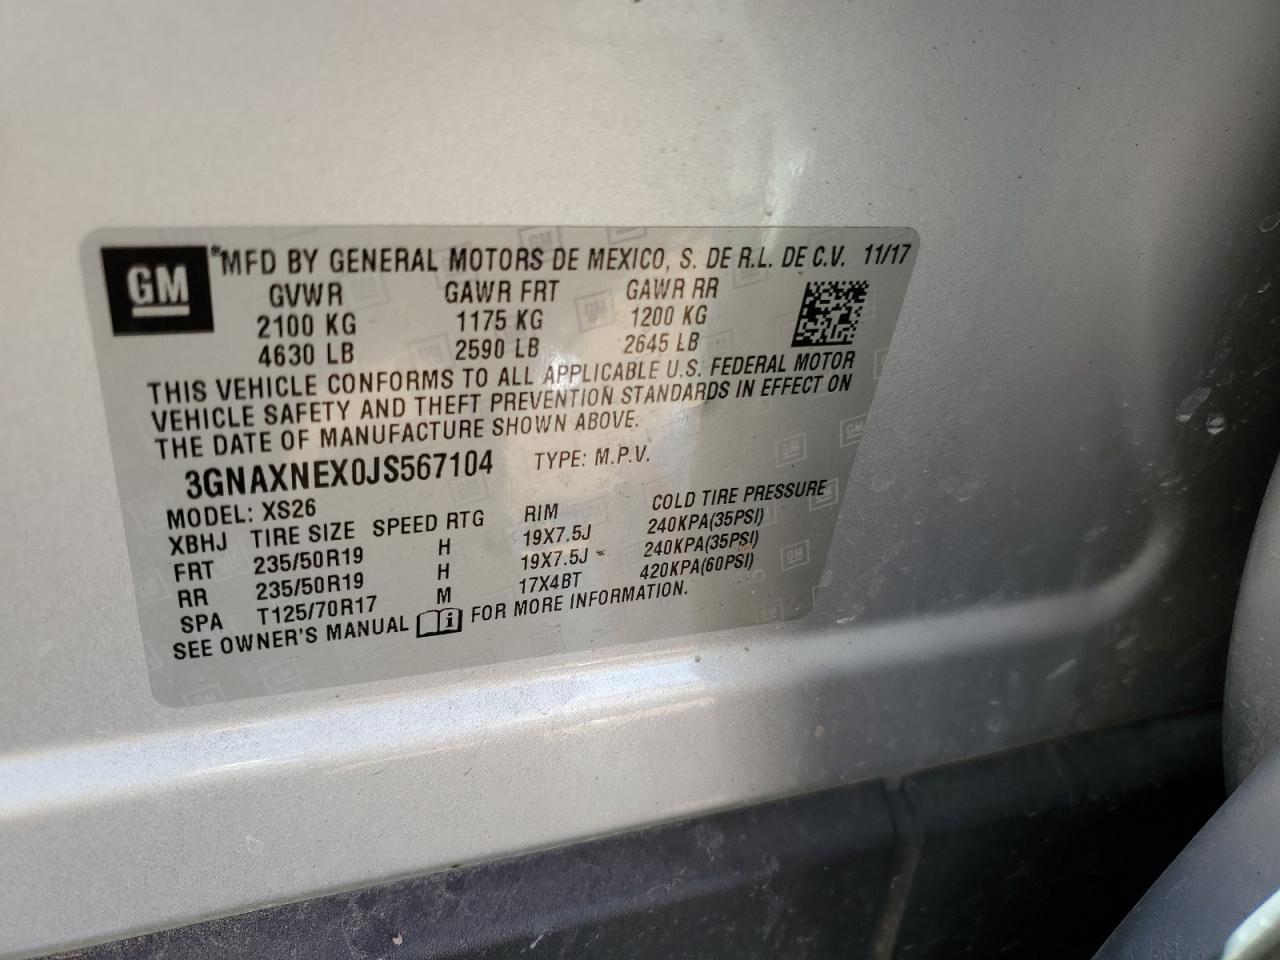 GM
®MFD BY GENERAL MOTORS DE MEXICO, S. DE R.L. DE C.V. 11/17
GVWR GAWR FRT GAWR RR
2100 KG 1175 KG 1200 KG
4630 LB 2590 LB 2645 LB
THIS VEHICLE CONFORMS TO ALL APPLICABLE U.S. FEDERAL MOTOR
VEHICLE SAFETY AND THEFT PREVENTION STANDARDS IN EFFECT ON
THE DATE OF MANUFACTURE SHOWN ABOVE.
3GNAXNEX0JS567104 TYPE: M.P.V.
MODEL: XS26
XBHJ TIRE SIZE SPEED RTG RIM COLD TIRE PRESSURE
FRT 235/50R19 H 19X7.5J 240KPA(35PSI)
RR 235/50R19 H 19X7.5J 240KPA(35PSI)
SPA T125/70R17 M 17X4BT 420KPA(60PSI)
SEE OWNER'S MANUAL FOR MORE INFORMATION.